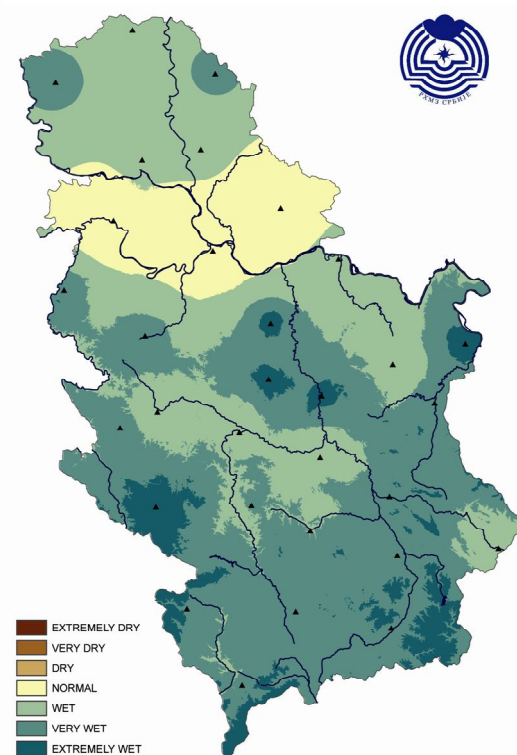 РХМЗ СРБИЈЕ
EXTREMELY DRY
VERY DRY
DRY
NORMAL
WET
VERY WET
EXTREMELY WET